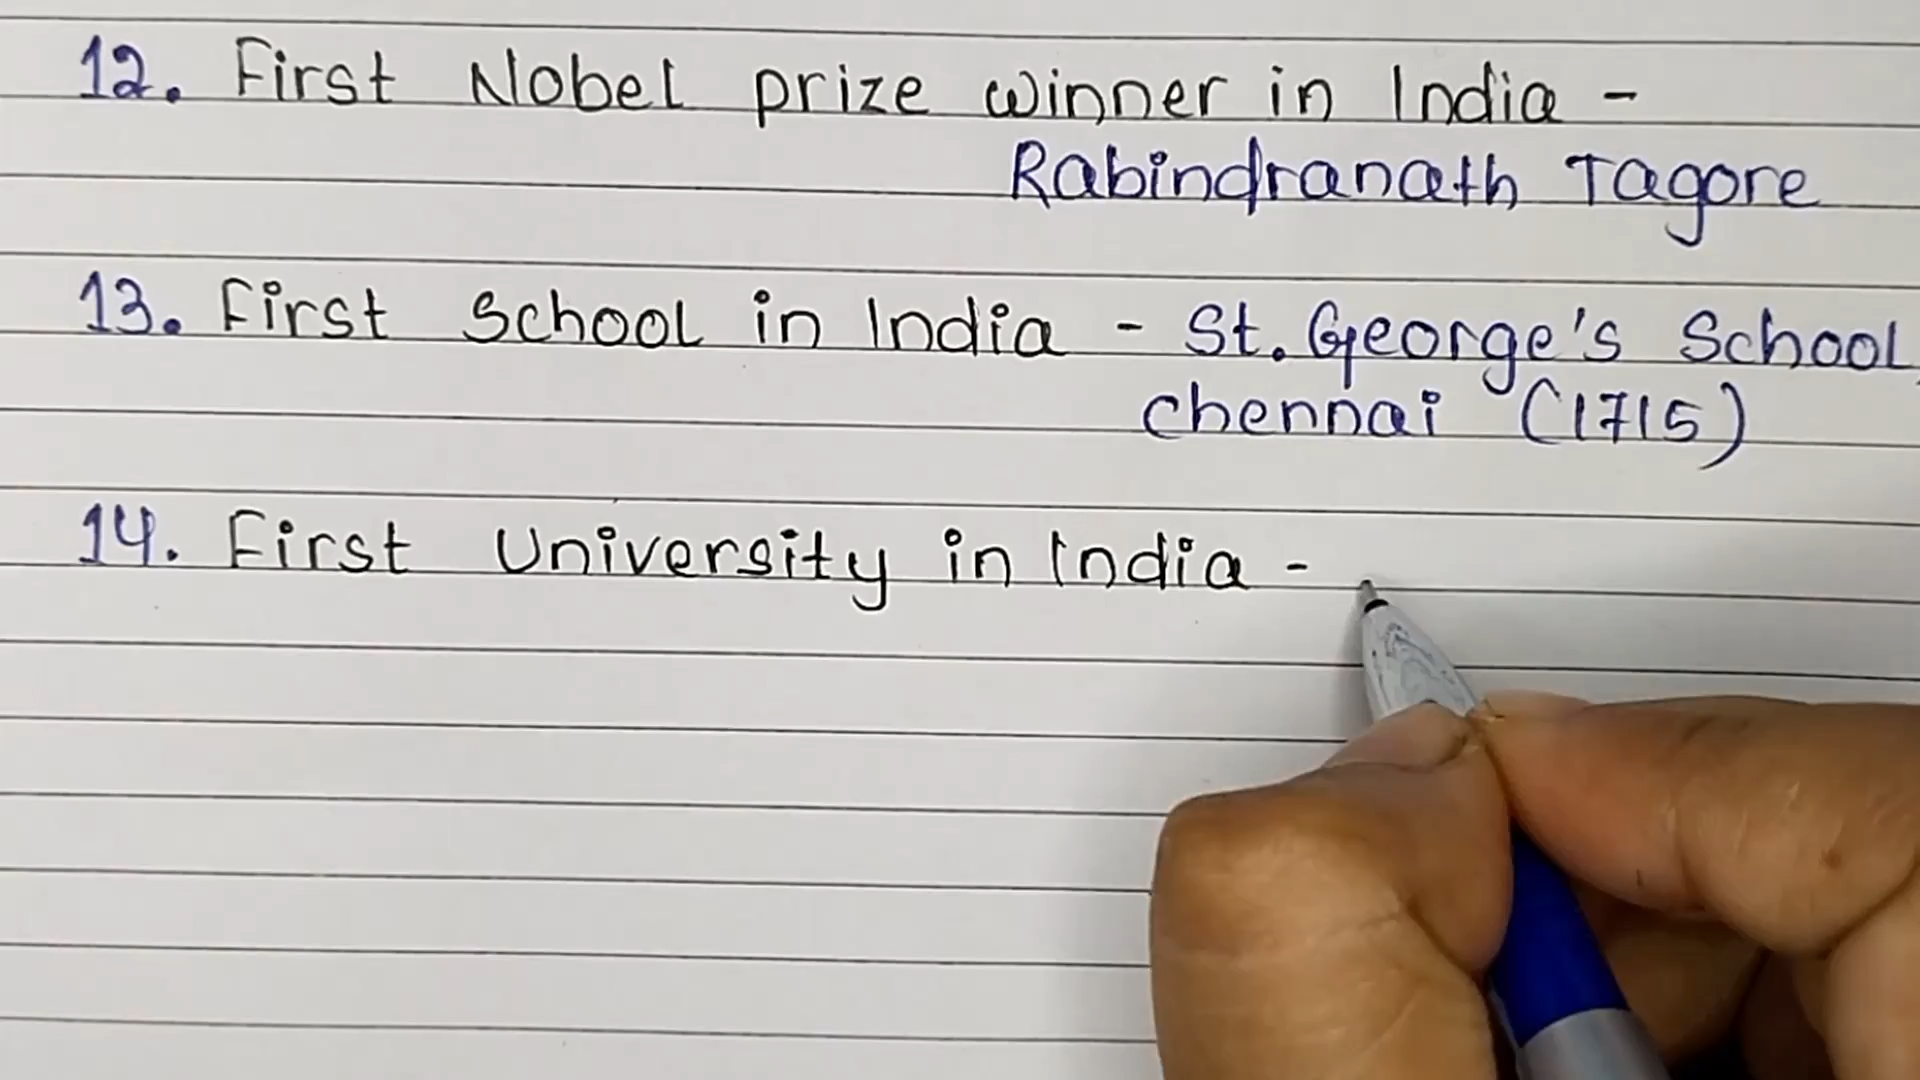 12. First Nobel prize winner in India -
Rabindranath Tagore
13. First School in India - St. George's School,
Chennai (1715)
14. First University in India -